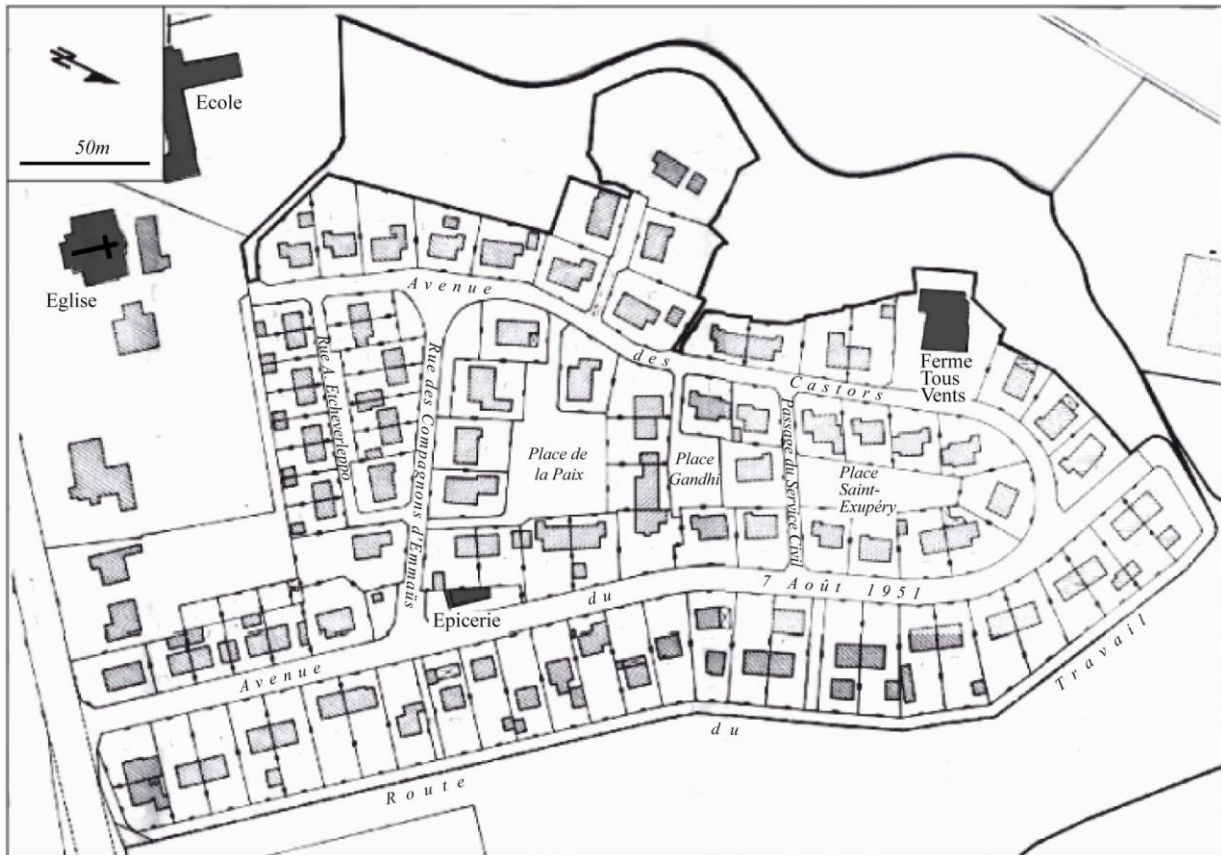 N
50m
Ecole
Eglise
Avenue
des
Castors
Ferme
Tous
Vents
Rue A. Etcheverleppo
Rue des Compagnons d'Emmaüs
Place de
la Paix
Place
Gandhi
Passage du Service Civil
Place
Saint-
Exupéry
Epicerie
Avenue
du
7 Août 1951
Route
du
Travail